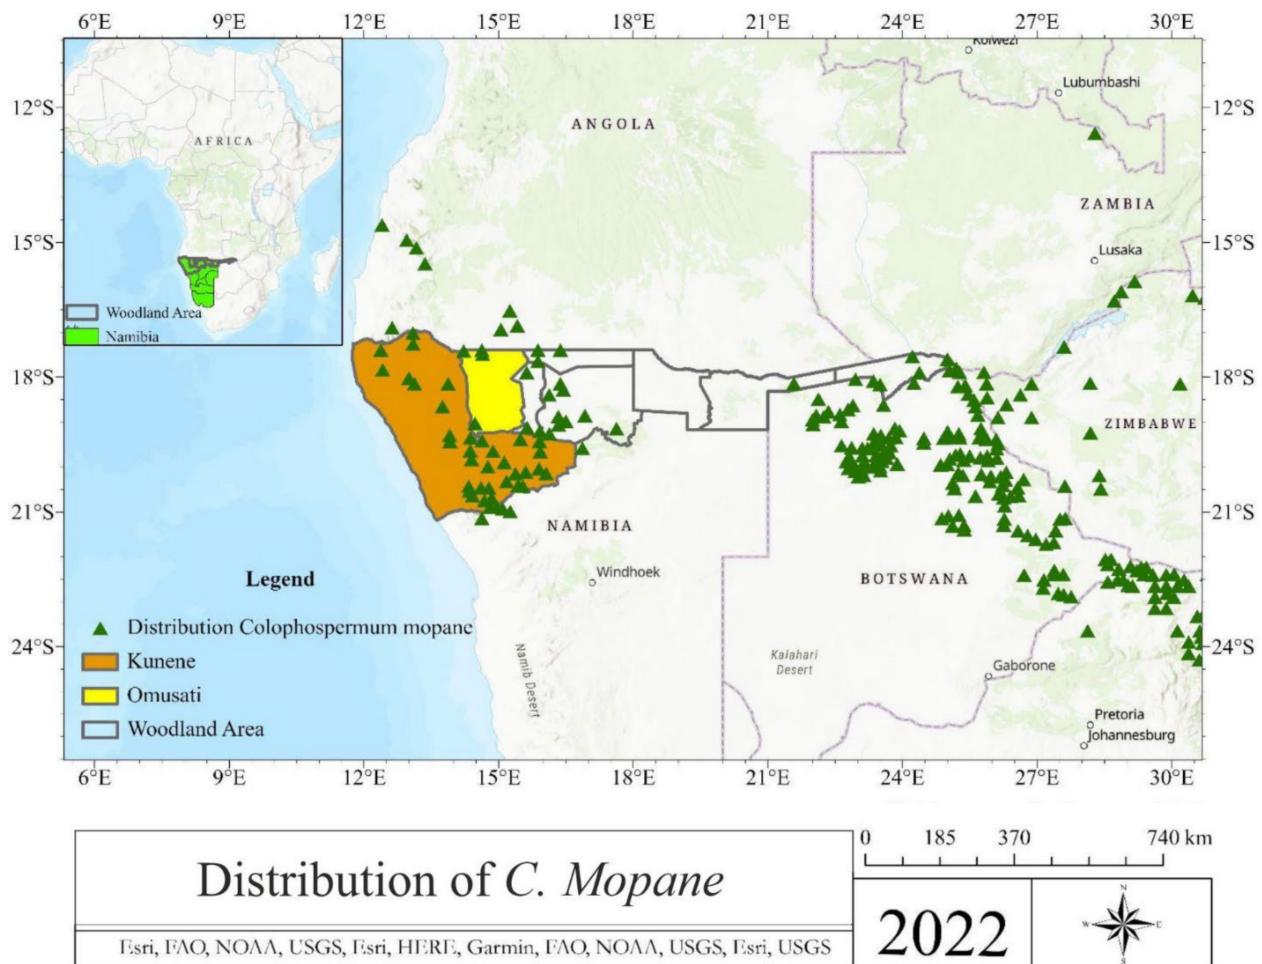 6°E 9°E 12°E 15°E 18°E 21°E 24°E 27°E 30°E
Kolwezi
Lubumbashi
12°S 12°S
ANGOLA
AFRICA
ZAMBIA
15°S 15°S
Lusaka
Woodland Area
Namibia
18°S 18°S
ZIMBABWE
21°S 21°S
NAMIBIA
Windhoek
BOTSWANA
Legend
Distribution Colophospermum mopane
Kunene
Omusati
Woodland Area
24°S 24°S
Namib Desert
Kalahari
Desert
Gaborone
Pretoria
Johannesburg
6°E 9°E 12°E 15°E 18°E 21°E 24°E 27°E 30°E
0 185 370 740 km
Distribution of C. Mopane
Esri, FAO, NOAA, USGS, Esri, HERE, Garmin, FAO, NOAA, USGS, Esri, USGS
2022
N
W E
S